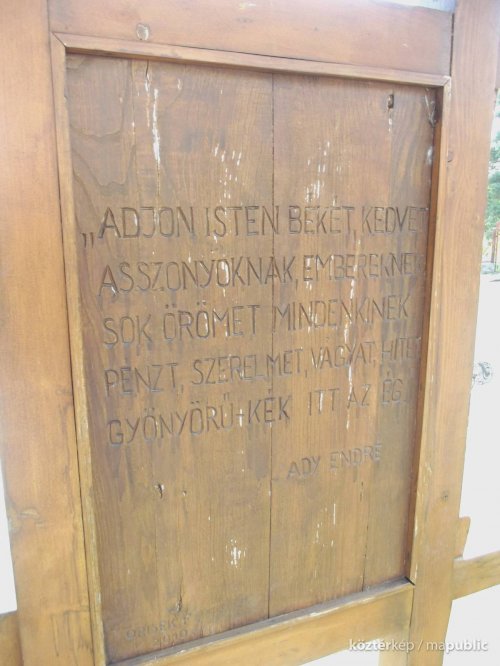 „ADJON ISTEN BÉKÉT, KEDVET
ASSZONYOKNAK, EMBEREKNEK
SOK ÖRÖMET MINDENKINEK
PÉNZT, SZERELMET, VÁGYAT, HITET
GYÖNYÖRŰ KÉK ITT AZ ÉG.
ADY ENDRE
köztérkép / mapublic